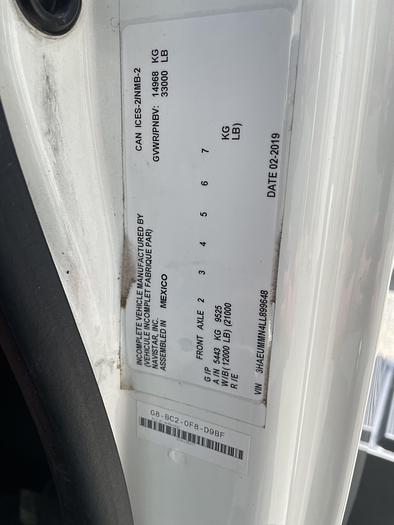 INCOMPLETE VEHICLE MANUFACTURED BY
(VEHICULE INCOMPLET FABRIQUE PAR)
NAVISTAR, INC.
ASSEMBLED IN MEXICO
CAN ICES-2/NMB-2
GVWR/PNBV: 14968 KG
33000 LB
FRONT AXLE 2 3 4 5 6 7
G/P
A/N 5443 KG 9525 KG
W/B (12000 LB) (21000 LB)
R /E
VIN 3HAEUMMN4LL899648 DATE 02-2019
G8-BC2-0F8-D9BF